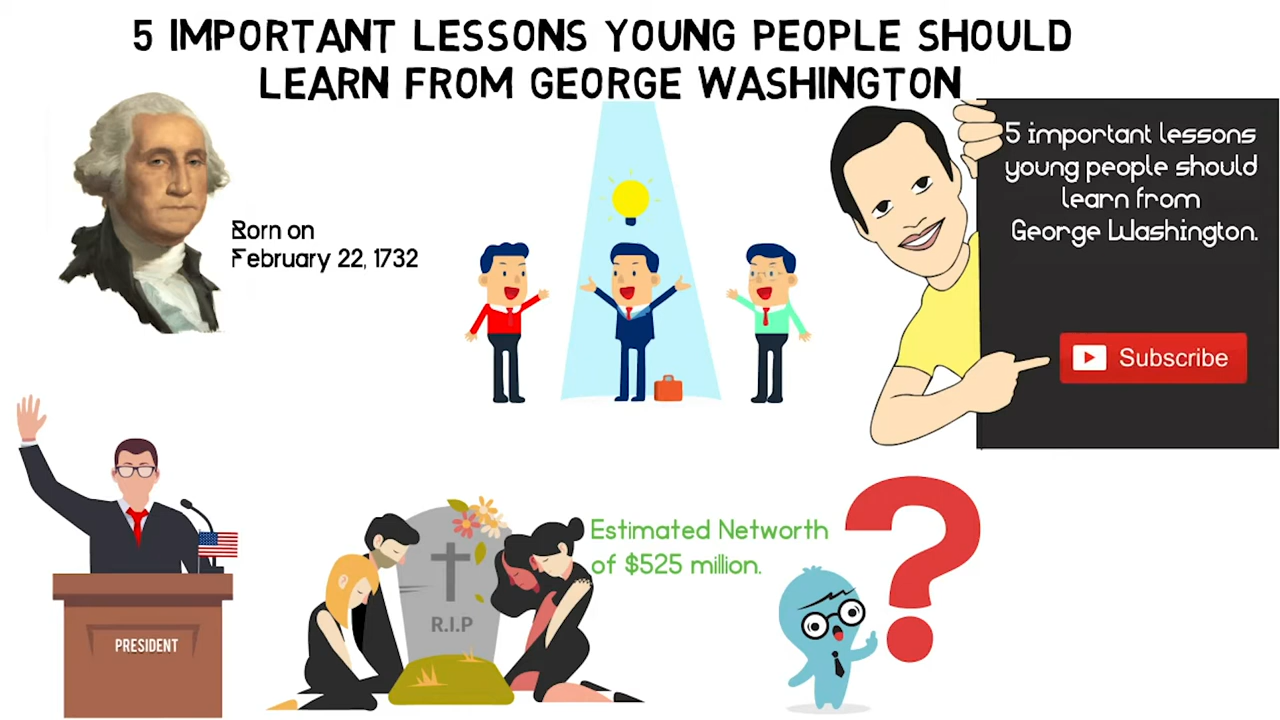 5 IMPORTANT LESSONS YOUNG PEOPLE SHOULD
LEARN FROM GEORGE WASHINGTON
Born on
February 22, 1732
5 important lessons
young people should
learn from
George Washington.
Subscribe
PRESIDENT
R.I.P
Estimated Networth
of $525 million.